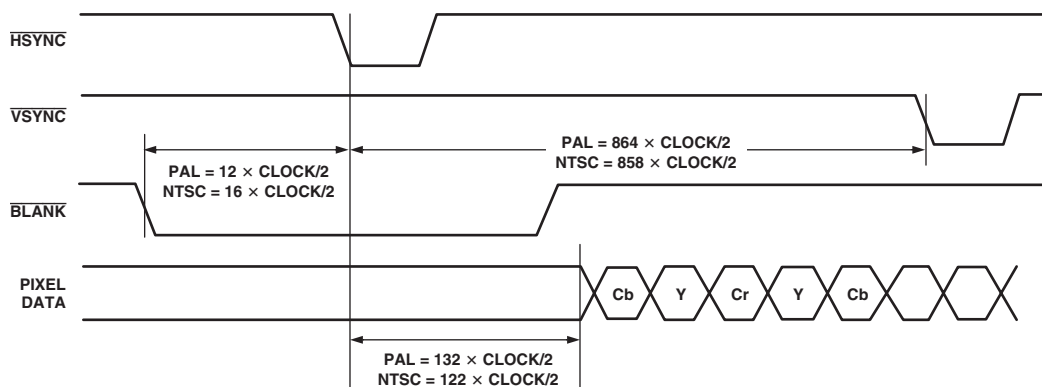 HSYNC
VSYNC
PAL = 864 × CLOCK/2
NTSC = 858 × CLOCK/2
PAL = 12 × CLOCK/2
NTSC = 16 × CLOCK/2
BLANK
PIXEL
DATA
Cb Y Cr Y Cb
PAL = 132 × CLOCK/2
NTSC = 122 × CLOCK/2